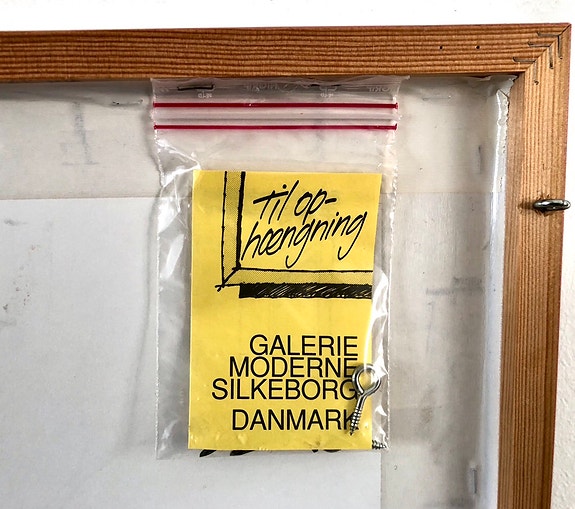 Til op-
hængning
GALERIE
MODERNE
SILKEBORG
DANMARK